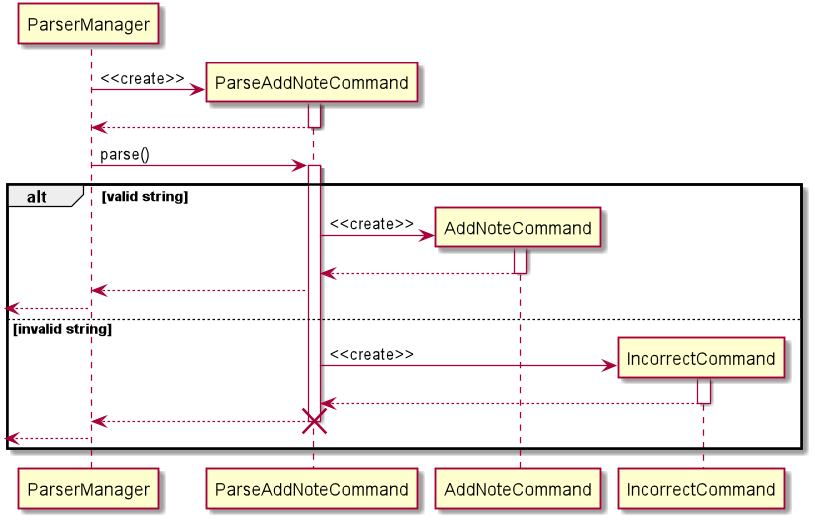 ParserManager
<<create>>
ParseAddNoteCommand
parse()
alt
[valid string]
<<create>>
AddNoteCommand
[invalid string]
<<create>>
IncorrectCommand
ParserManager
ParseAddNoteCommand
AddNoteCommand
IncorrectCommand